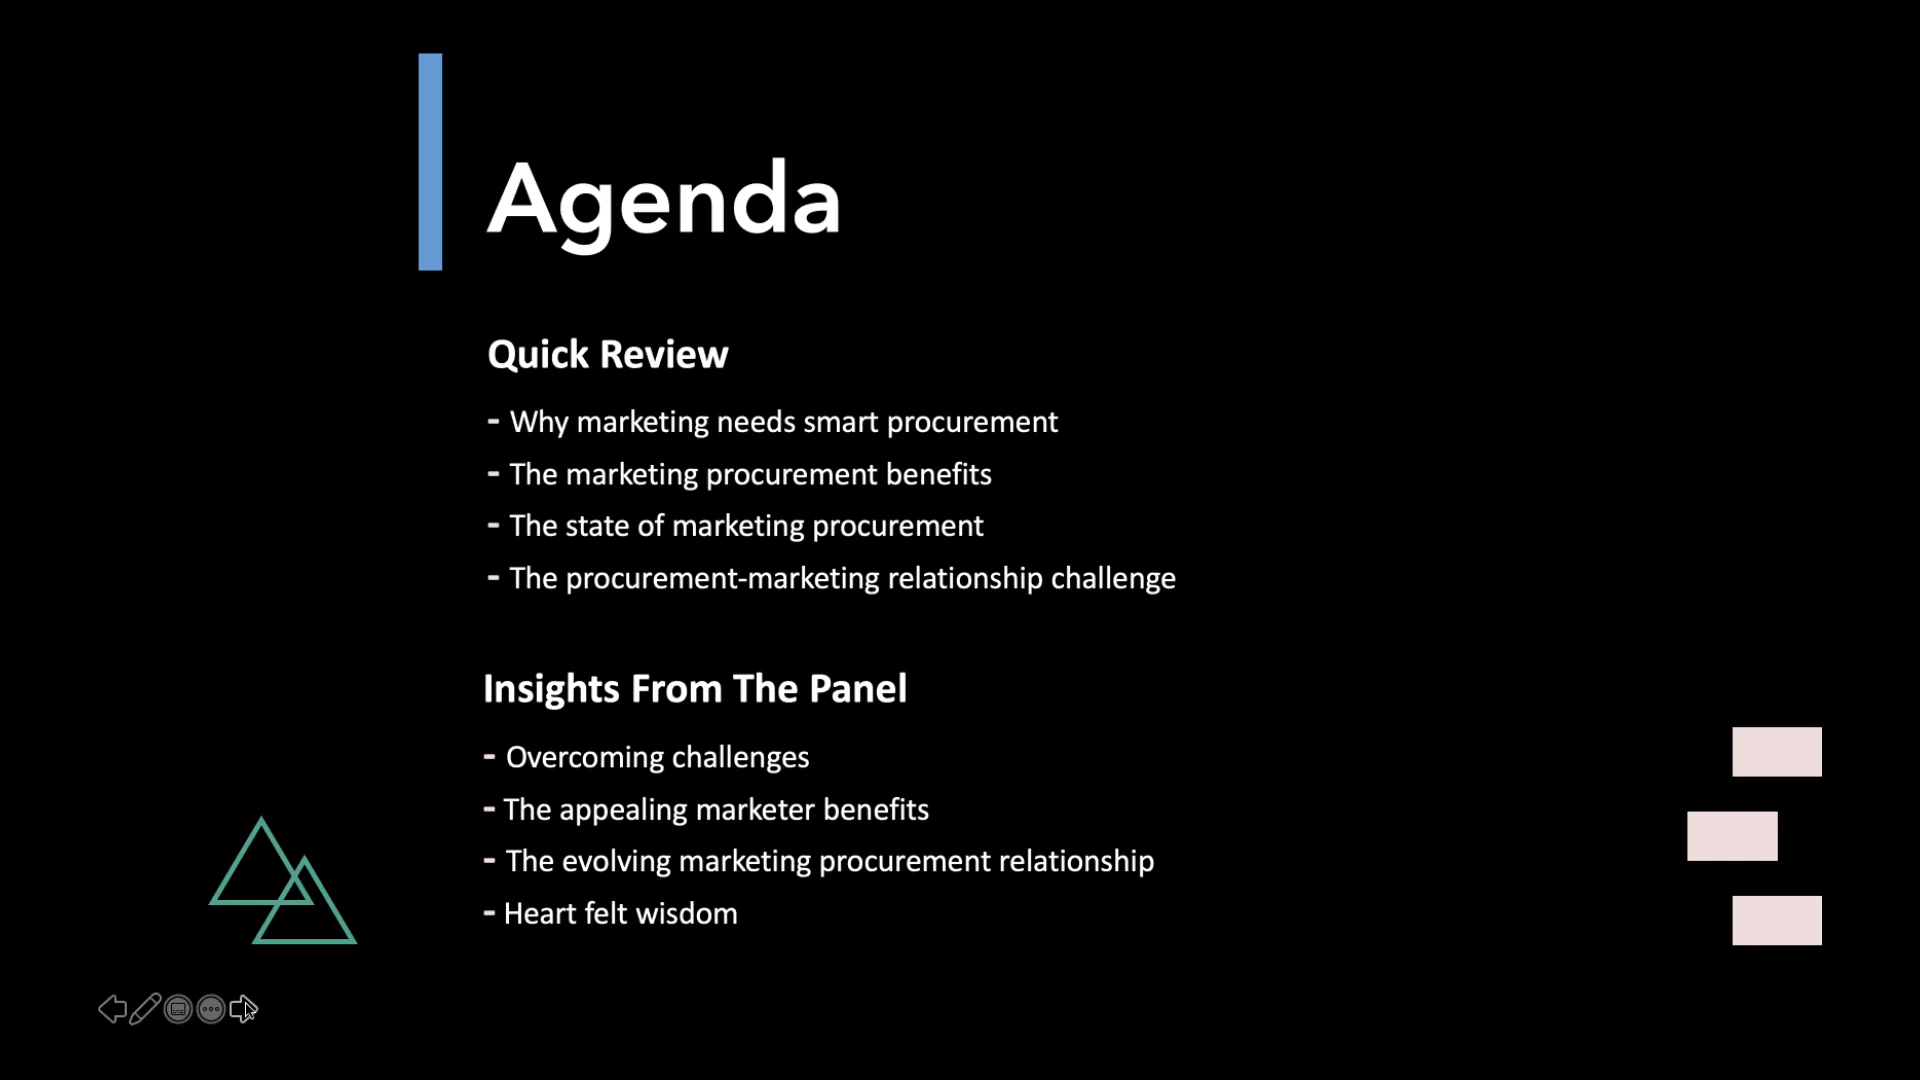 Agenda
Quick Review
- Why marketing needs smart procurement
- The marketing procurement benefits
- The state of marketing procurement
- The procurement-marketing relationship challenge
Insights From The Panel
- Overcoming challenges
- The appealing marketer benefits
- The evolving marketing procurement relationship
- Heart felt wisdom